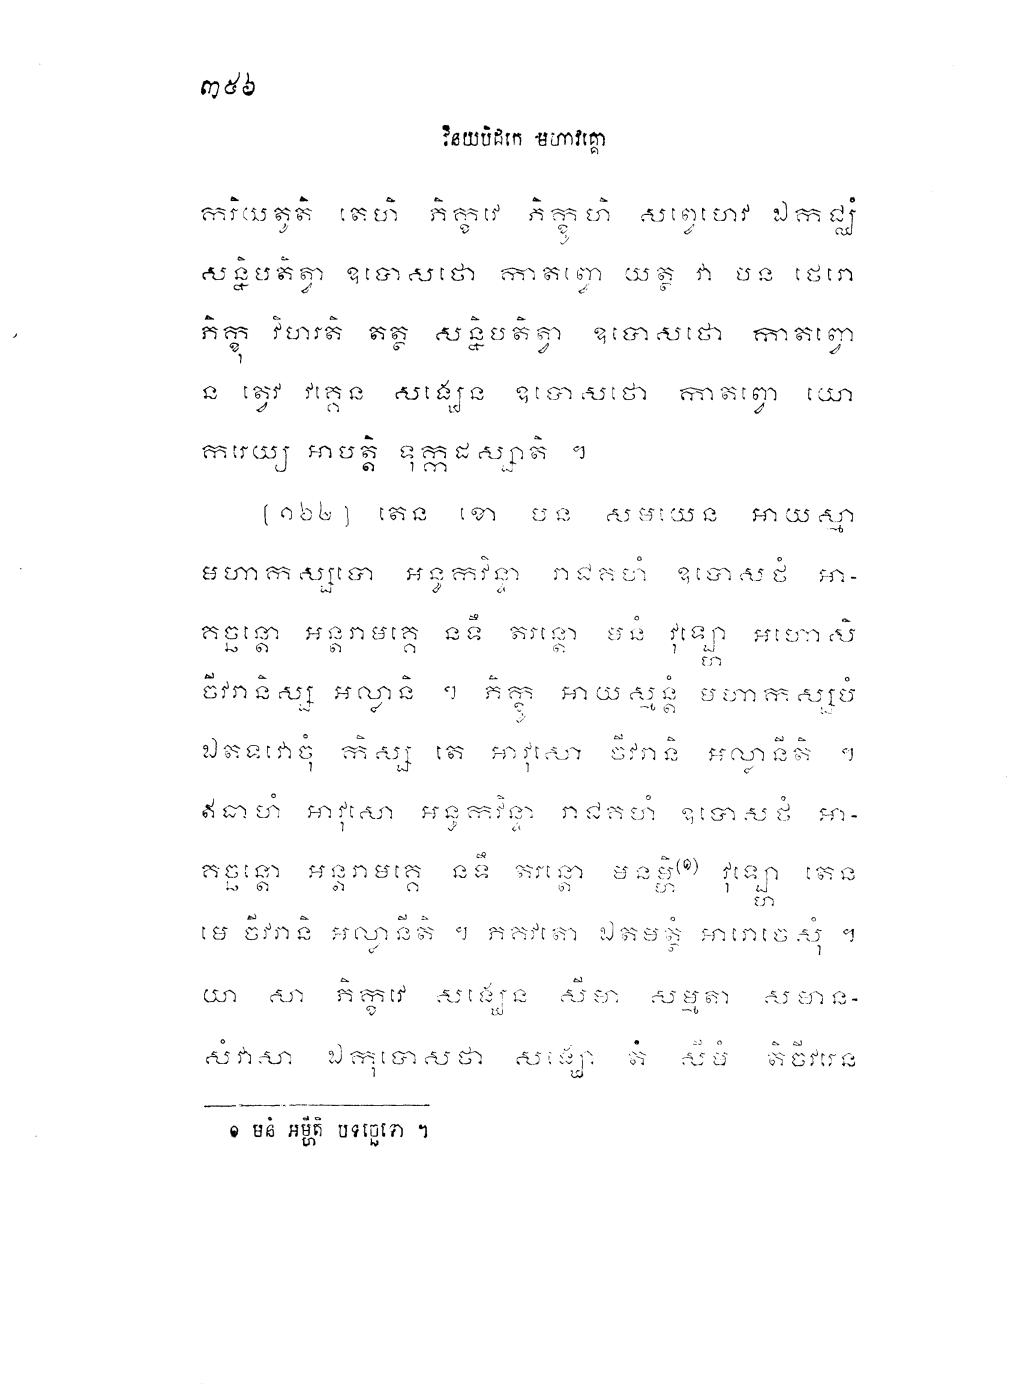 ៣៥៦
វិនយបិដកេ មហាវគ្គោ
ករិយតូតិ តេហិ ភិក្ខវេ ភិក្ខូហិ សព្វេហេវ ឯកជ្ឈំ
សន្និបតិត្វា ឧបោសថោ កាតព្វោ យត្ថ វា បន ថេរោ
ភិក្ខុ វិហរតិ តត្ថ សន្និបតិត្វា ឧបោសថោ កាតព្វោ
ន ត្វេវ វគ្គេន សង្ឃេន ឧបោសថោ កាតព្វោ យោ
ករេយ្យ អាបត្តិ ទុក្កដស្សាតិ ។
[១៦៤] តេន ខោ បន សមយេន អាយស្មា
មហាកស្សបោ អន្ធកវិន្ទា រាជគហំ ឧបោសថំ អា-
គច្ឆន្តោ អន្តរាមគ្គេ នទឹ តរន្តោ មនំ វុឡ្ហោ អហោសិ
ចីវរានិស្ស អល្លានិ ។ ភិក្ខូ អាយស្មន្តំ មហាកស្សបំ
ឯតទវោចុំ កិស្ស តេ អាវុសោ ចីវរានិ អល្លានីតិ ។
ឥធាហំ អាវុសោ អន្ធកវិន្ទា រាជគហំ ឧបោសថំ អា-
គច្ឆន្តោ អន្តរាមគ្គេ នទឹ តរន្តោ មនម្ហិ(១) វុឡ្ហោ តេន
មេ ចីវរានិ អល្លានីតិ ។ ភគវតោ ឯតមត្ថំ អារោចេសុំ ។
យា សា ភិក្ខវេ សង្ឃេន សីមា សម្មតា សមាន-
សំវាសា ឯកុបោសថា សង្ឃោ តំ សីមំ តិចីវរេន
១ មនំ អម្ហីតិ បទច្ឆេទោ ។